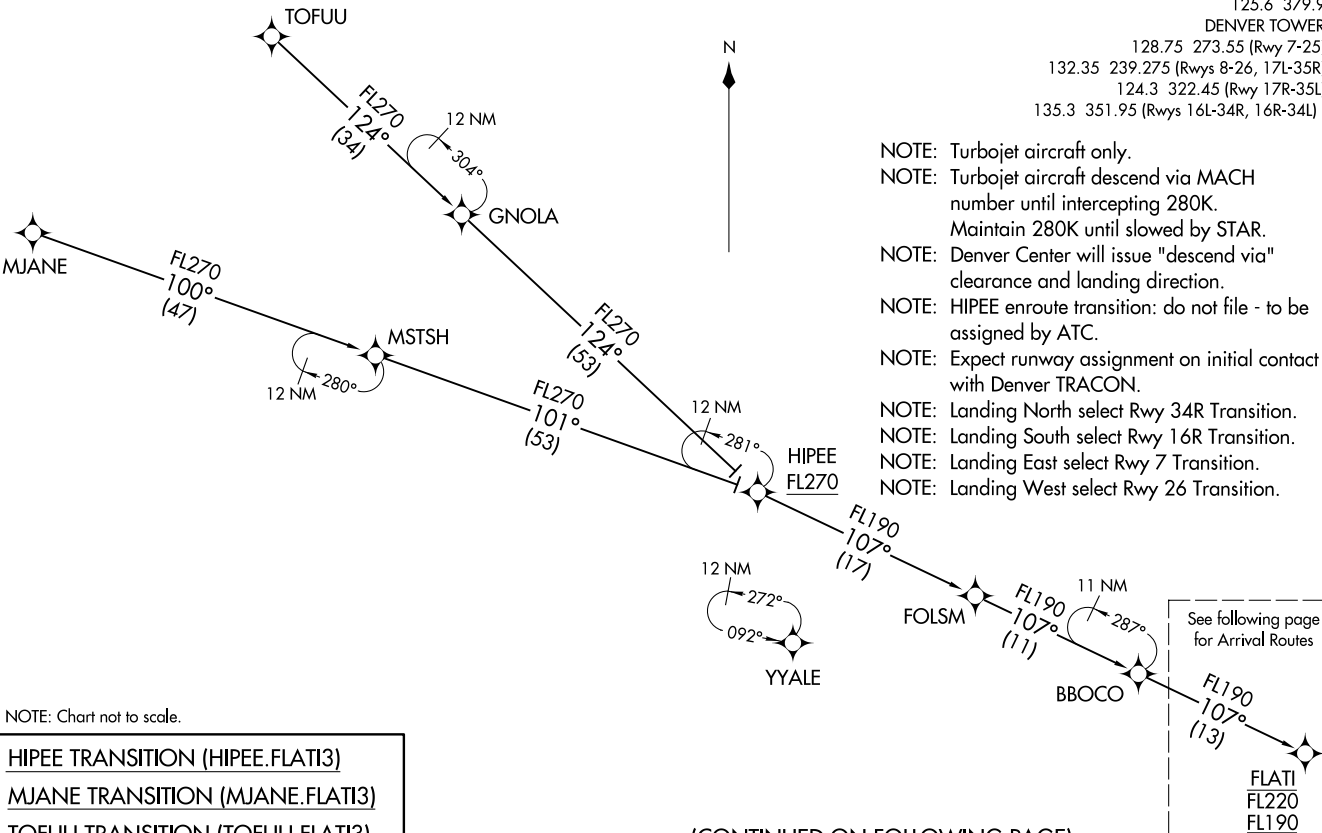 125.6 379.9
DENVER TOWER
128.75 273.55 (Rwy 7-25
132.35 239.275 (Rwys 8-26, 17L-35R
124.3 322.45 (Rwy 17R-35L
135.3 351.95 (Rwys 16L-34R, 16R-34L)
TOFUU
N
FL270
124°
(34)
12 NM
304°
GNOLA
MJANE
FL270
100°
(47)
MSTSH
12 NM
280°
FL270
124°
(53)
FL270
101°
(53)
12 NM
281°
HIPEE
FL270
NOTE: Turbojet aircraft only.
NOTE: Turbojet aircraft descend via MACH
number until intercepting 280K.
Maintain 280K until slowed by STAR.
NOTE: Denver Center will issue "descend via"
clearance and landing direction.
NOTE: HIPEE enroute transition: do not file - to be
assigned by ATC.
NOTE: Expect runway assignment on initial contact
with Denver TRACON.
NOTE: Landing North select Rwy 34R Transition.
NOTE: Landing South select Rwy 16R Transition.
NOTE: Landing East select Rwy 7 Transition.
NOTE: Landing West select Rwy 26 Transition.
FL190
107°
(17)
12 NM
272°
092°
YYALE
FOLSM
FL190
107°
(11)
11 NM
287°
BBOCO
See following page
for Arrival Routes
FL190
107°
(13)
FLATI
FL220
FL190
NOTE: Chart not to scale.
HIPEE TRANSITION (HIPEE.FLATI3)
MJANE TRANSITION (MJANE.FLATI3)
TOFUU TRANSITION (TOFUU.FLATI3)
(CONTINUED ON FOLLOWING PAGE)